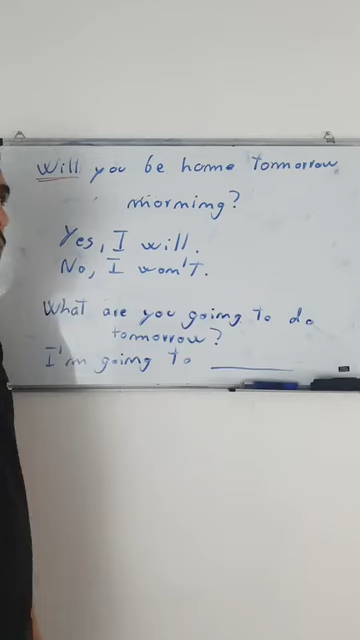 Will you be home tomorrow
morning?
Yes, I will.
No, I won't.
What are you going to do
tomorrow?
I'm going to ______